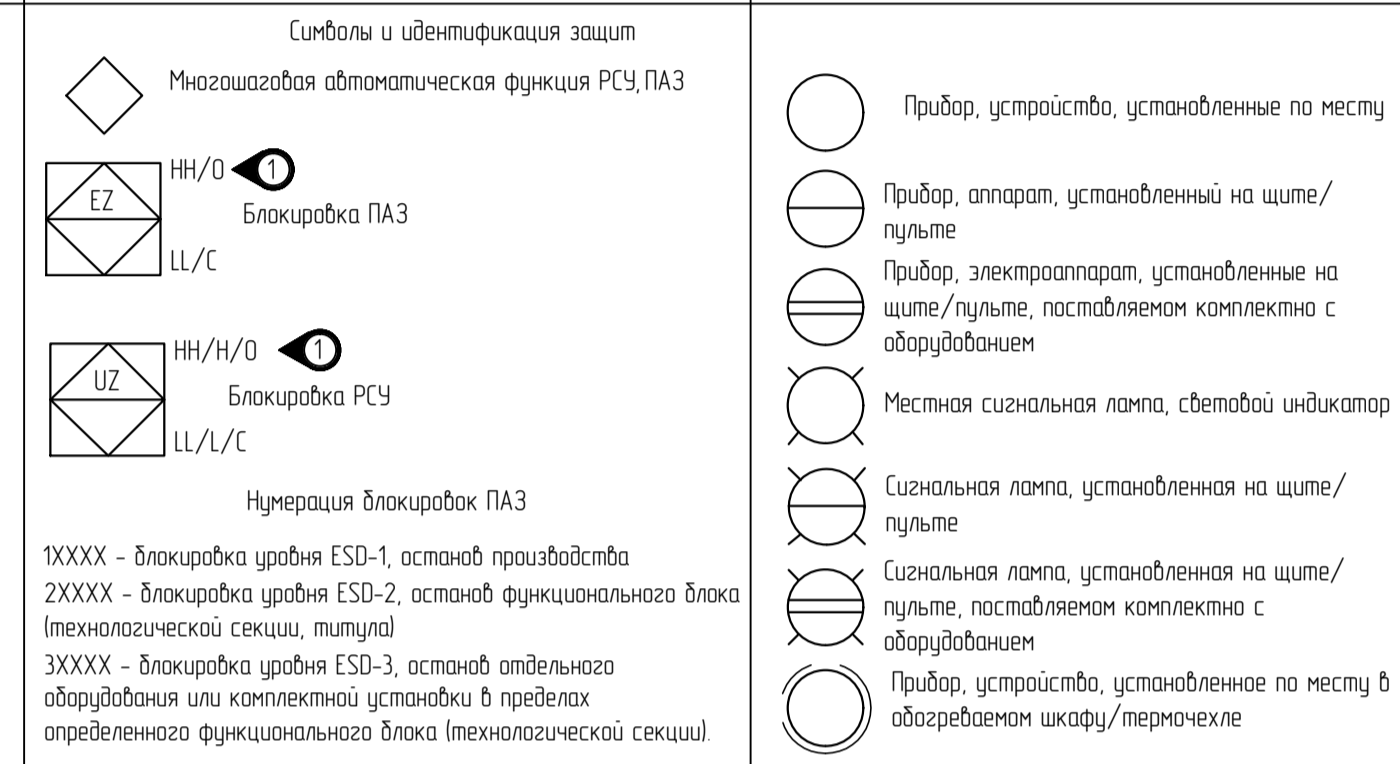 Символы и идентификация защит
Многошаговая автоматическая функция РСУ, ПАЗ
HH/O 1
EZ
Блокировка ПАЗ
LL/C
HH/H/O 1
UZ
Блокировка РСУ
LL/L/C
Нумерация блокировок ПАЗ
1XXXX - блокировка уровня ESD-1, останов производства
2XXXX - блокировка уровня ESD-2, останов функционального блока
(технологической секции, титула)
3XXXX - блокировка уровня ESD-3, останов отдельного
оборудования или комплектной установки в пределах
определенного функционального блока (технологической секции).
Прибор, устройство, установленные по месту
Прибор, аппарат, установленный на щите/
пульте
Прибор, электроаппарат, установленные на
щите/пульте, поставляемом комплектно с
оборудованием
Местная сигнальная лампа, световой индикатор
Сигнальная лампа, установленная на щите/
пульте
Сигнальная лампа, установленная на щите/
пульте, поставляемом комплектно с
оборудованием
Прибор, устройство, установленное по месту в
обогреваемом шкафу/термочехле